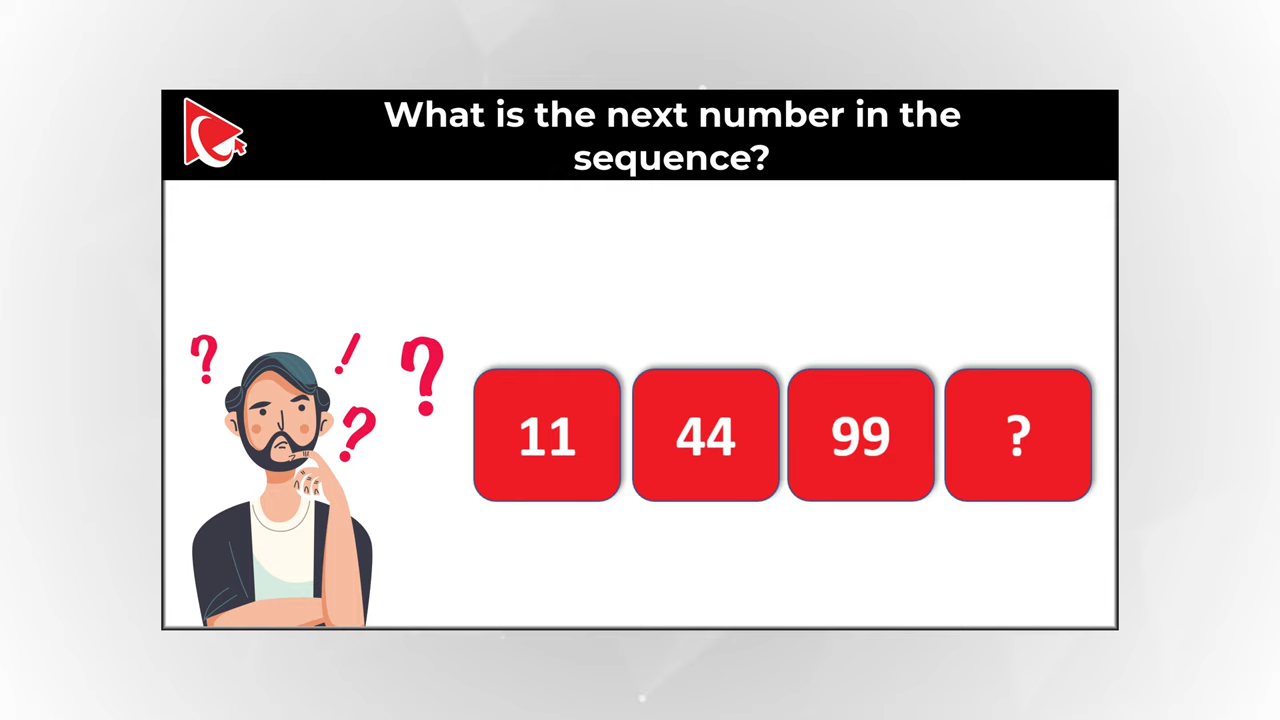 What is the next number in the
sequence?
? ! ? ?
11 44 99 ?